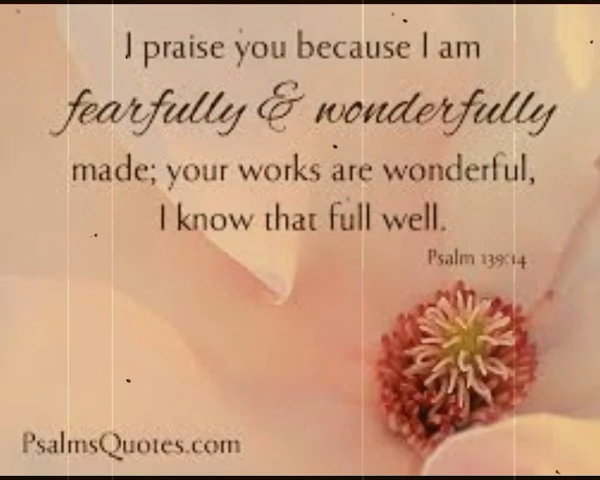 I praise you because I am
fearfully & wonderfully
made; your works are wonderful,
I know that full well.
Psalm 139:14
PsalmsQuotes.com